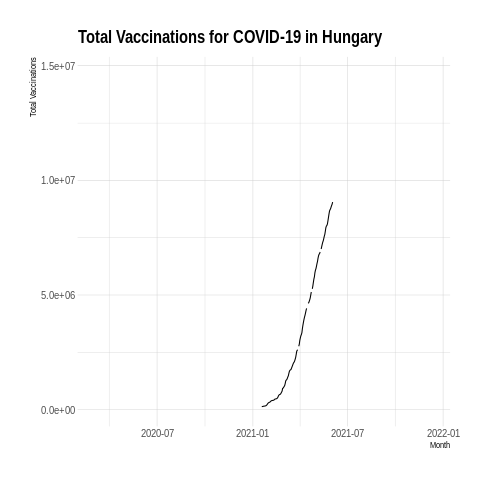 Total Vaccinations for COVID-19 in Hungary
Total Vaccinations
1.5e+07
1.0e+07
5.0e+06
0.0e+00
2020-07
2021-01
2021-07
2022-01
Month